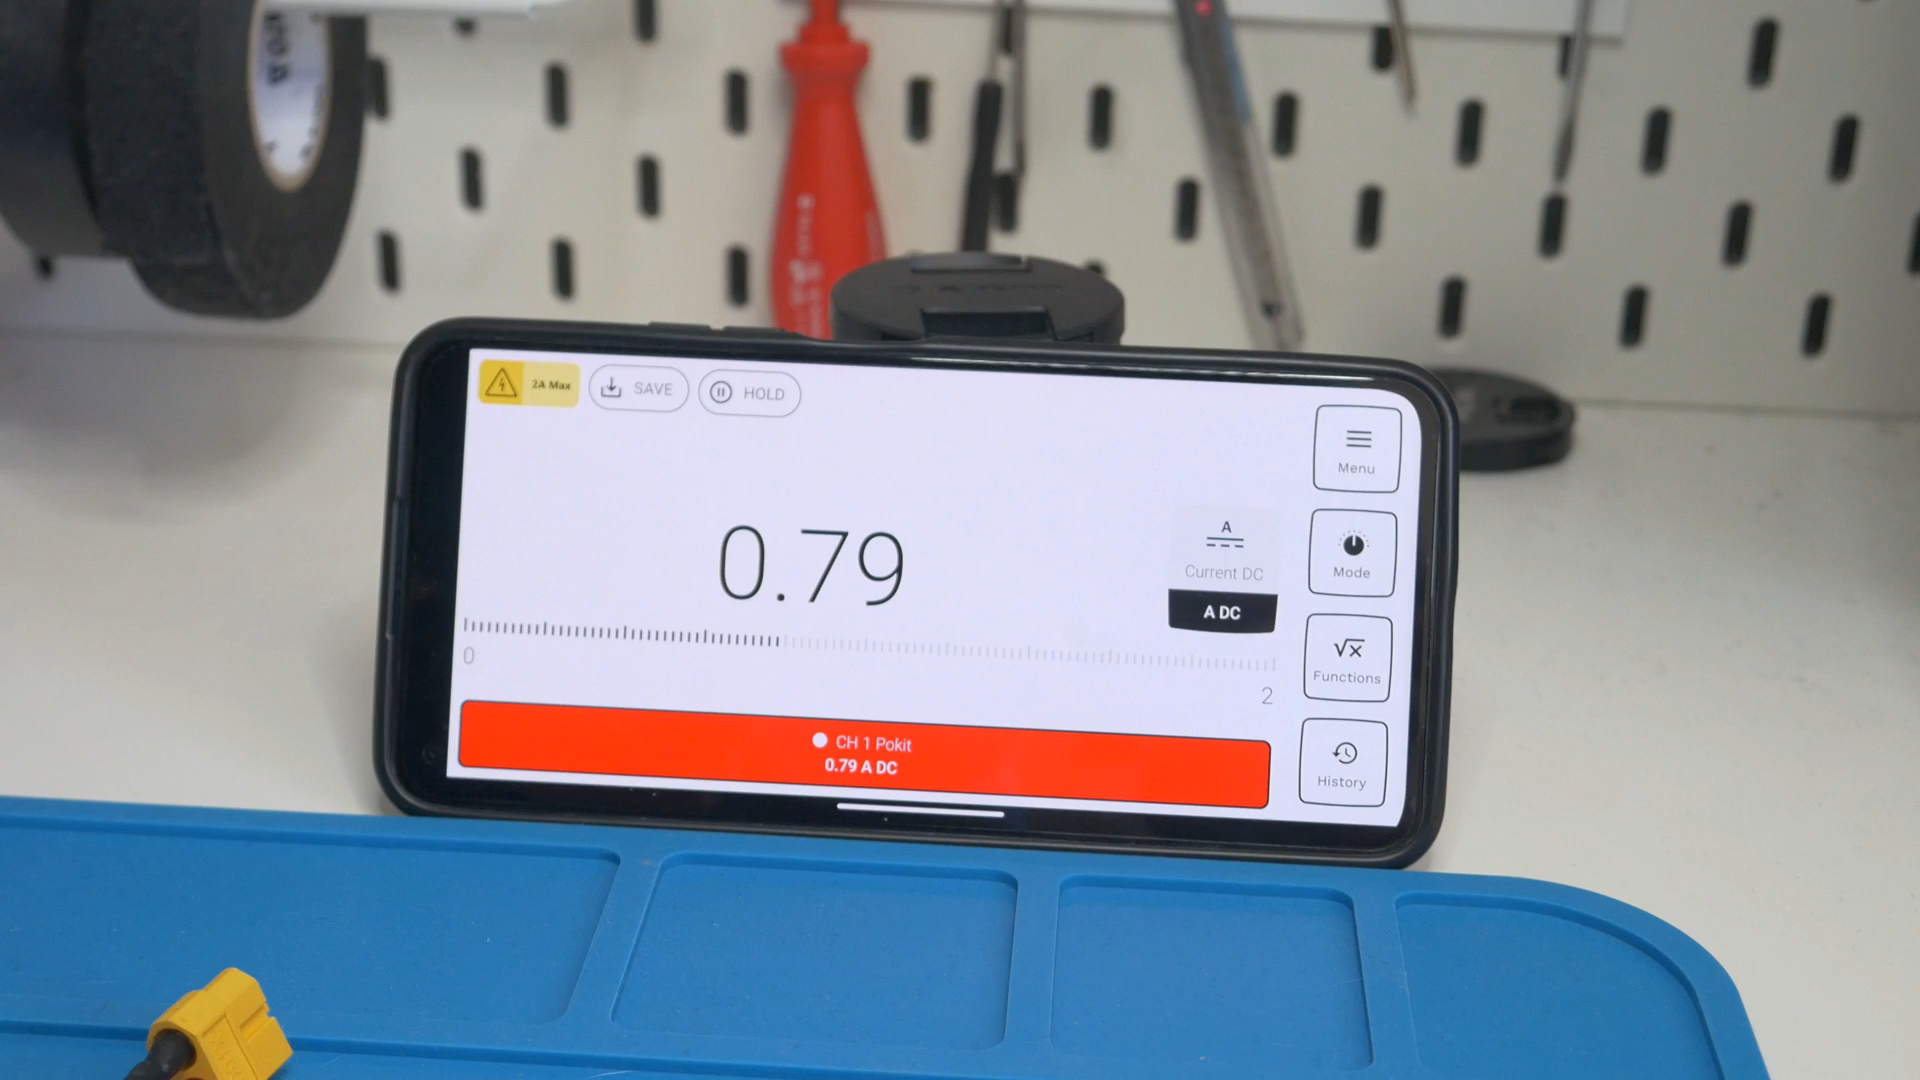 2A Max
SAVE
HOLD
Menu
0.79
A
Current DC
A DC
Mode
Functions
0
2
CH 1 Pokit
0.79 A DC
History